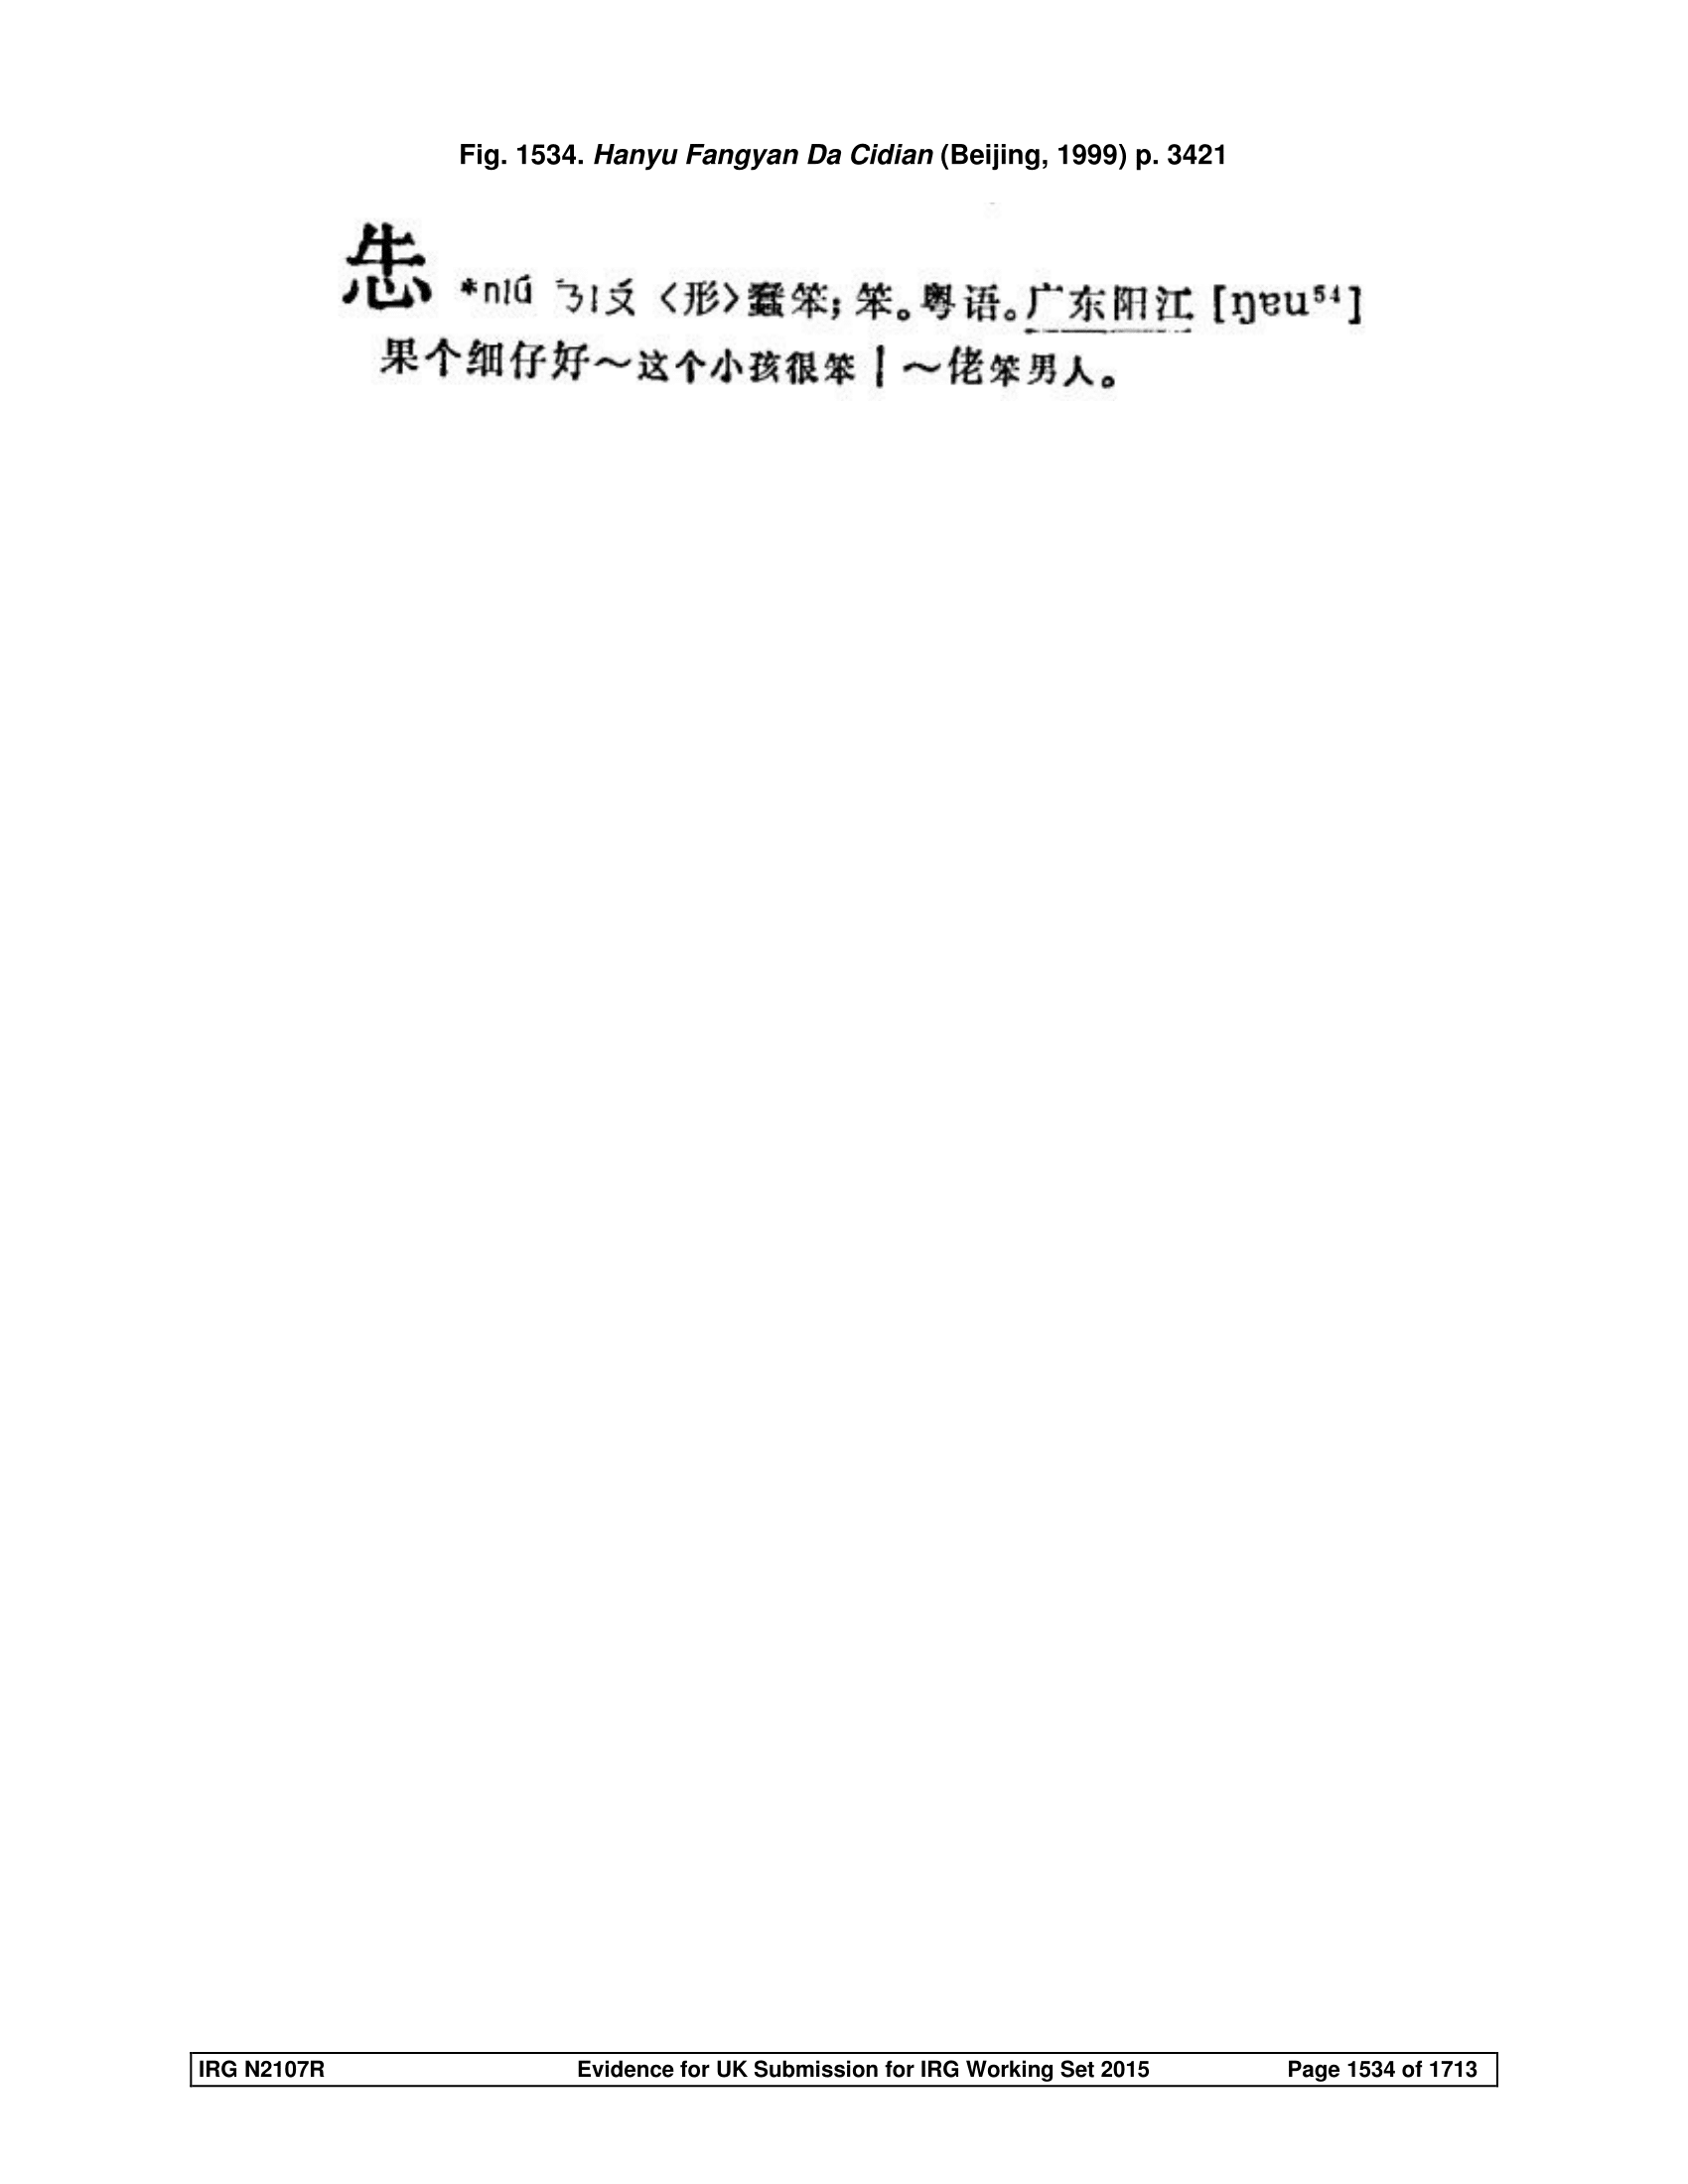 Fig. 1534. Hanyu Fangyan Da Cidian (Beijing, 1999) p. 3421
⿱牛心 *niú ㄋㄧㄡˊ〈形〉蠢笨；笨。粤语。广东阳江 [ŋɐu⁵⁴]
果个细仔好～这个小孩很笨｜～佬笨男人。
IRG N2107R Evidence for UK Submission for IRG Working Set 2015 Page 1534 of 1713